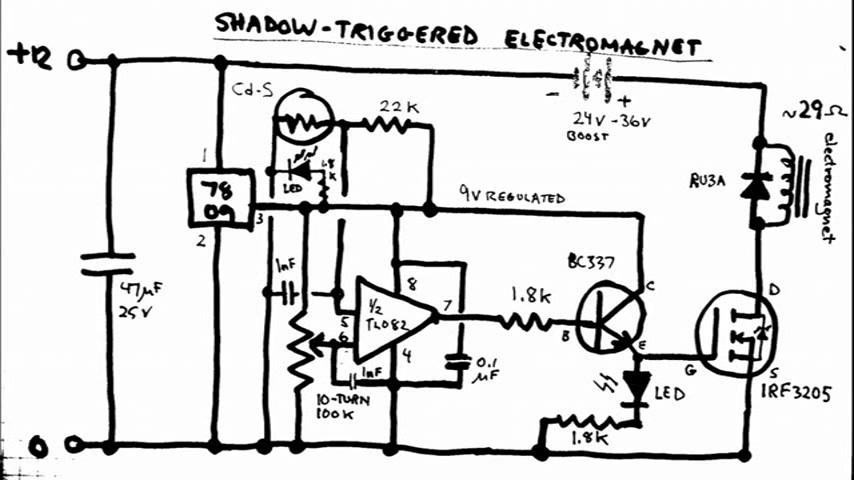 SHADOW-TRIGGERED ELECTROMAGNET
+12
Cd-S
22K
- +
24V-36V
BOOST
~29Ω
electromagnet
1
78
09
3
2
LED
1.8
K
9V REGULATED
RU3A
47µF
25V
1nF
8
½
TL082
5
6
7
4
1nF
10-TURN
100K
0.1
µF
1.8K
BC337
C
B
E
LED
1.8K
D
G
S
IRF3205
0